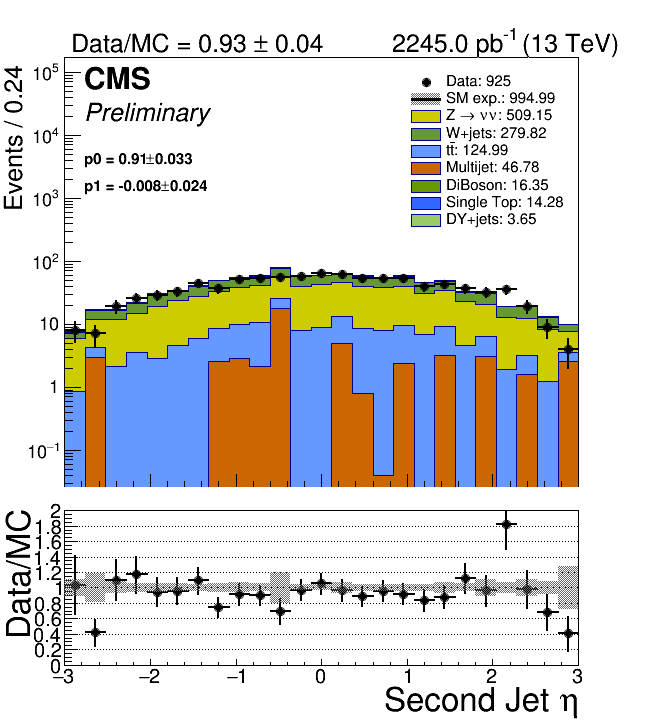 Data/MC = 0.93 ± 0.04 2245.0 pb⁻¹ (13 TeV)
CMS
Preliminary
p0 = 0.91±0.033
p1 = -0.008±0.024
Data: 925
SM exp.: 994.99
Z → νν: 509.15
W+jets: 279.82
tt̄: 124.99
Multijet: 46.78
DiBoson: 16.35
Single Top: 14.28
DY+jets: 3.65
Events / 0.24
10⁵
10⁴
10³
10²
10
1
10⁻¹
Data/MC
2
1.8
1.6
1.4
1.2
1
0.8
0.6
0.4
0.2
0
−3 −2 −1 0 1 2 3
Second Jet η